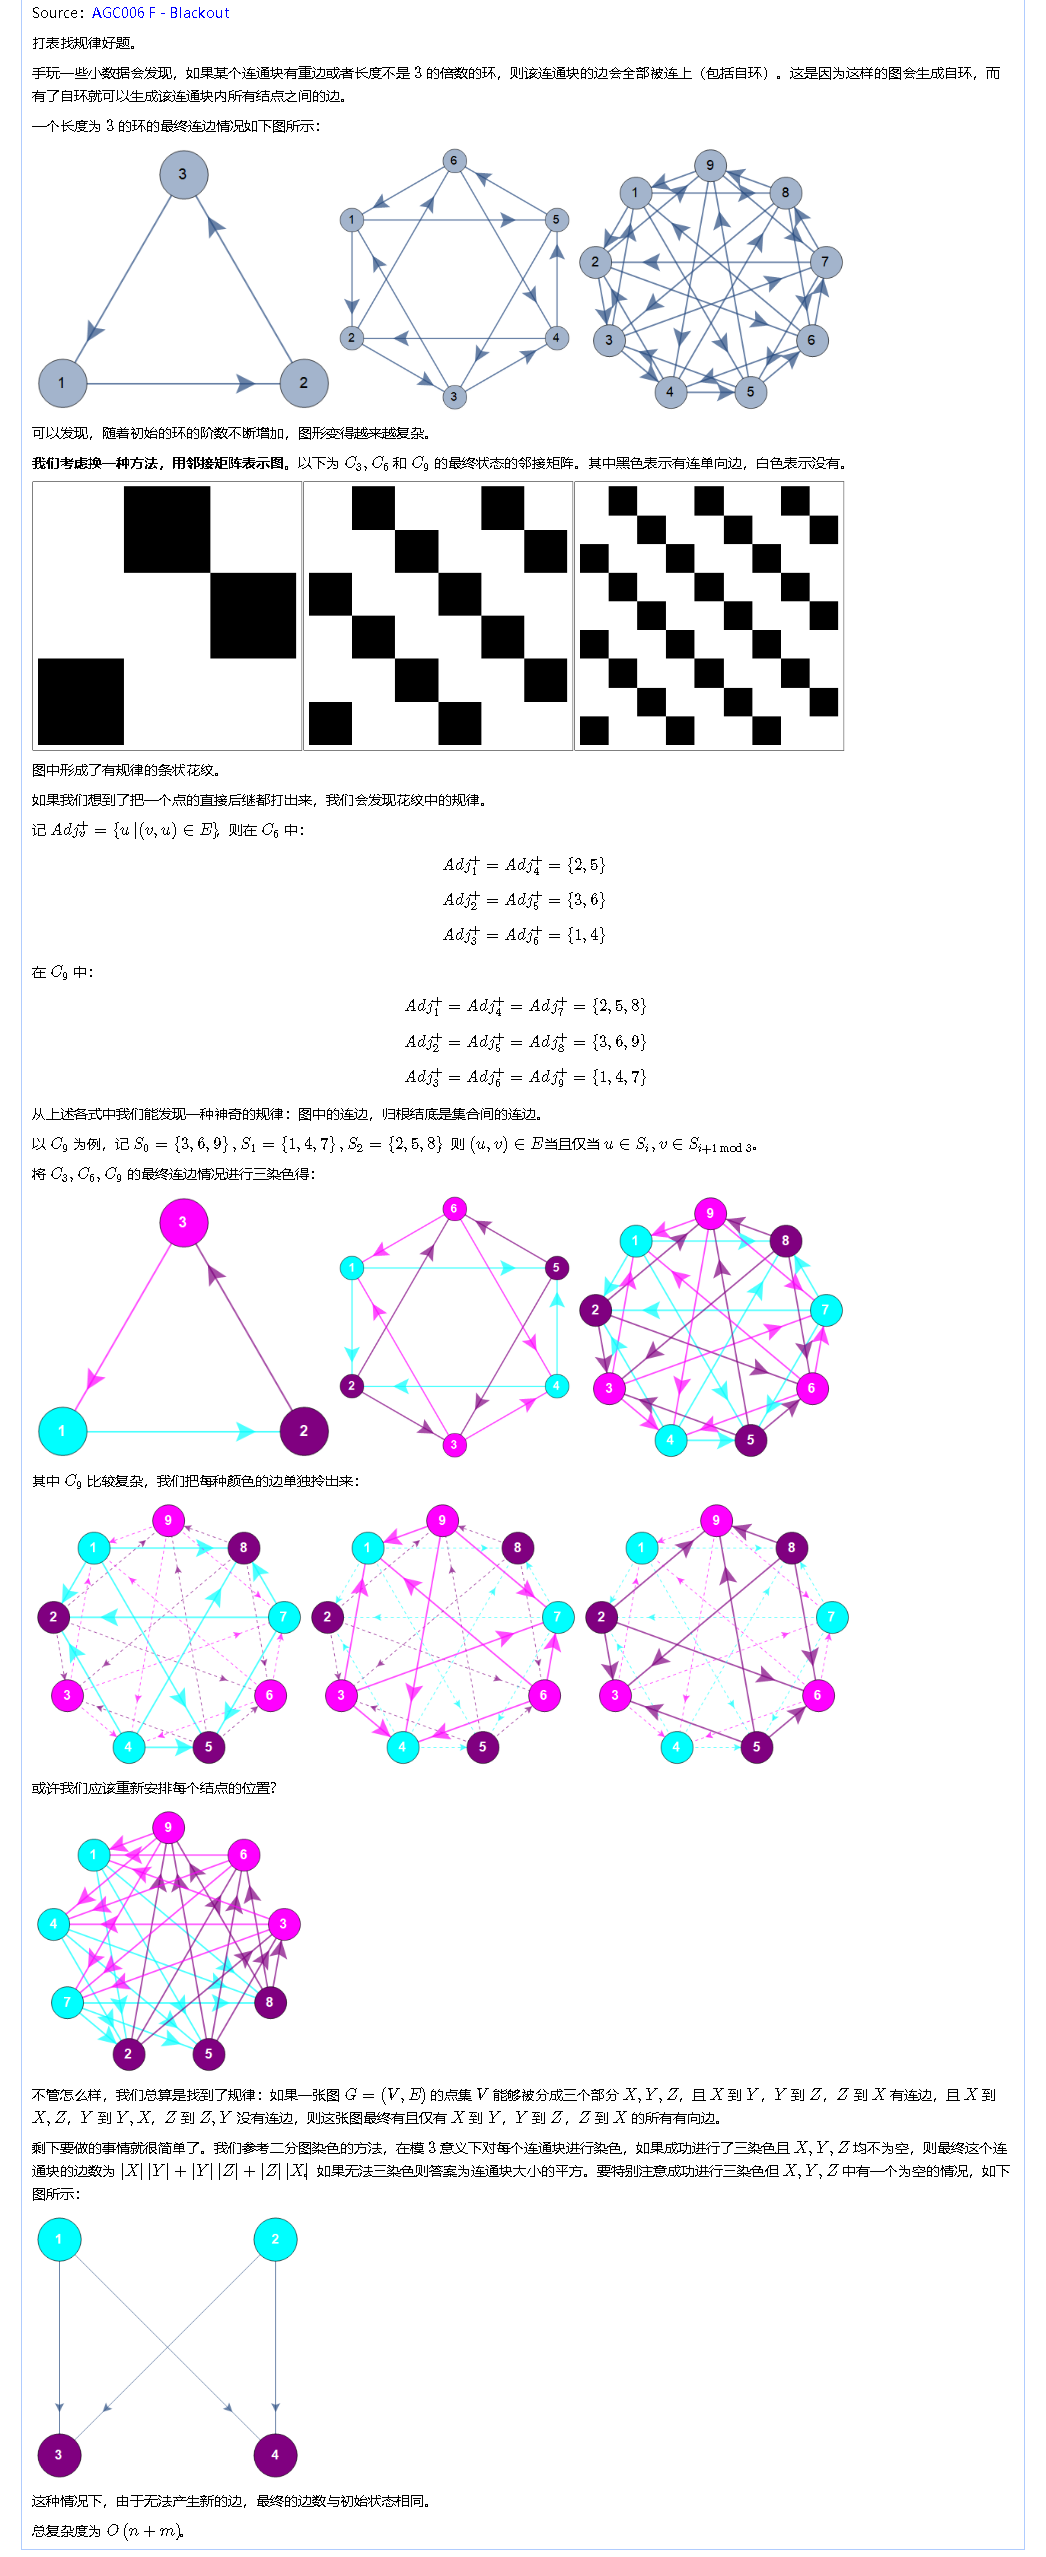 Source：AGC006 F - Blackout
打表找规律好题。
手玩一些小数据会发现，如果某个连通块有重边或者长度不是 3 的倍数的环，则该连通块的边会全部被连上（包括自环）。这是因为这样的图会生成自环，而
有了自环就可以生成该连通块内所有结点之间的边。
一个长度为 3 的环的最终连边情况如下图所示：
3
1
2
6
1
5
2
4
3
9
1
8
2
7
3
6
4
5
可以发现，随着初始的环的阶数不断增加，图形变得越来越复杂。
我们考虑换一种方法，用邻接矩阵表示图。以下为 C₃, C₆ 和 C₉ 的最终状态的邻接矩阵。其中黑色表示有连单向边，白色表示没有。
图中形成了有规律的条状花纹。
如果我们想到了把一个点的直接后继都打出来，我们会发现花纹中的规律。
记 Adj_v^+ = {u |(v, u) ∈ E}，则在 C₆ 中：
Adj_1^+ = Adj_4^+ = {2, 5}
Adj_2^+ = Adj_5^+ = {3, 6}
Adj_3^+ = Adj_6^+ = {1, 4}
在 C₉ 中：
Adj_1^+ = Adj_4^+ = Adj_7^+ = {2, 5, 8}
Adj_2^+ = Adj_5^+ = Adj_8^+ = {3, 6, 9}
Adj_3^+ = Adj_6^+ = Adj_9^+ = {1, 4, 7}
从上述各式中我们能发现一种神奇的规律：图中的连边，归根结底是集合间的连边。
以 C₉ 为例，记 S₀ = {3, 6, 9} , S₁ = {1, 4, 7} , S₂ = {2, 5, 8} 则 (u, v) ∈ E当且仅当 u ∈ S_i, v ∈ S_{i+1 mod 3}。
将 C₃, C₆, C₉ 的最终连边情况进行三染色得：
3
1
2
6
1
5
2
4
3
9
1
8
2
7
3
6
4
5
其中 C₉ 比较复杂，我们把每种颜色的边单独拎出来：
9
1
8
2
7
3
6
4
5
9
1
8
2
7
3
6
4
5
9
1
8
2
7
3
6
4
5
或许我们应该重新安排每个结点的位置?
9
1
6
4
3
7
8
2
5
不管怎么样，我们总算是找到了规律：如果一张图 G = (V, E) 的点集 V 能够被分成三个部分 X, Y, Z，且 X 到 Y，Y 到 Z，Z 到 X 有连边，且 X 到
X, Z，Y 到 Y, X，Z 到 Z, Y 没有连边，则这张图最终有且仅有 X 到 Y，Y 到 Z，Z 到 X 的所有有向边。
剩下要做的事情就很简单了。我们参考二分图染色的方法，在模 3 意义下对每个连通块进行染色，如果成功进行了三染色且 X, Y, Z 均不为空，则最终这个连
通块的边数为 |X| |Y| + |Y| |Z| + |Z| |X|，如果无法三染色则答案为连通块大小的平方。要特别注意成功进行三染色但 X, Y, Z 中有一个为空的情况，如下
图所示：
1
2
3
4
这种情况下，由于无法产生新的边，最终的边数与初始状态相同。
总复杂度为 O (n + m)。